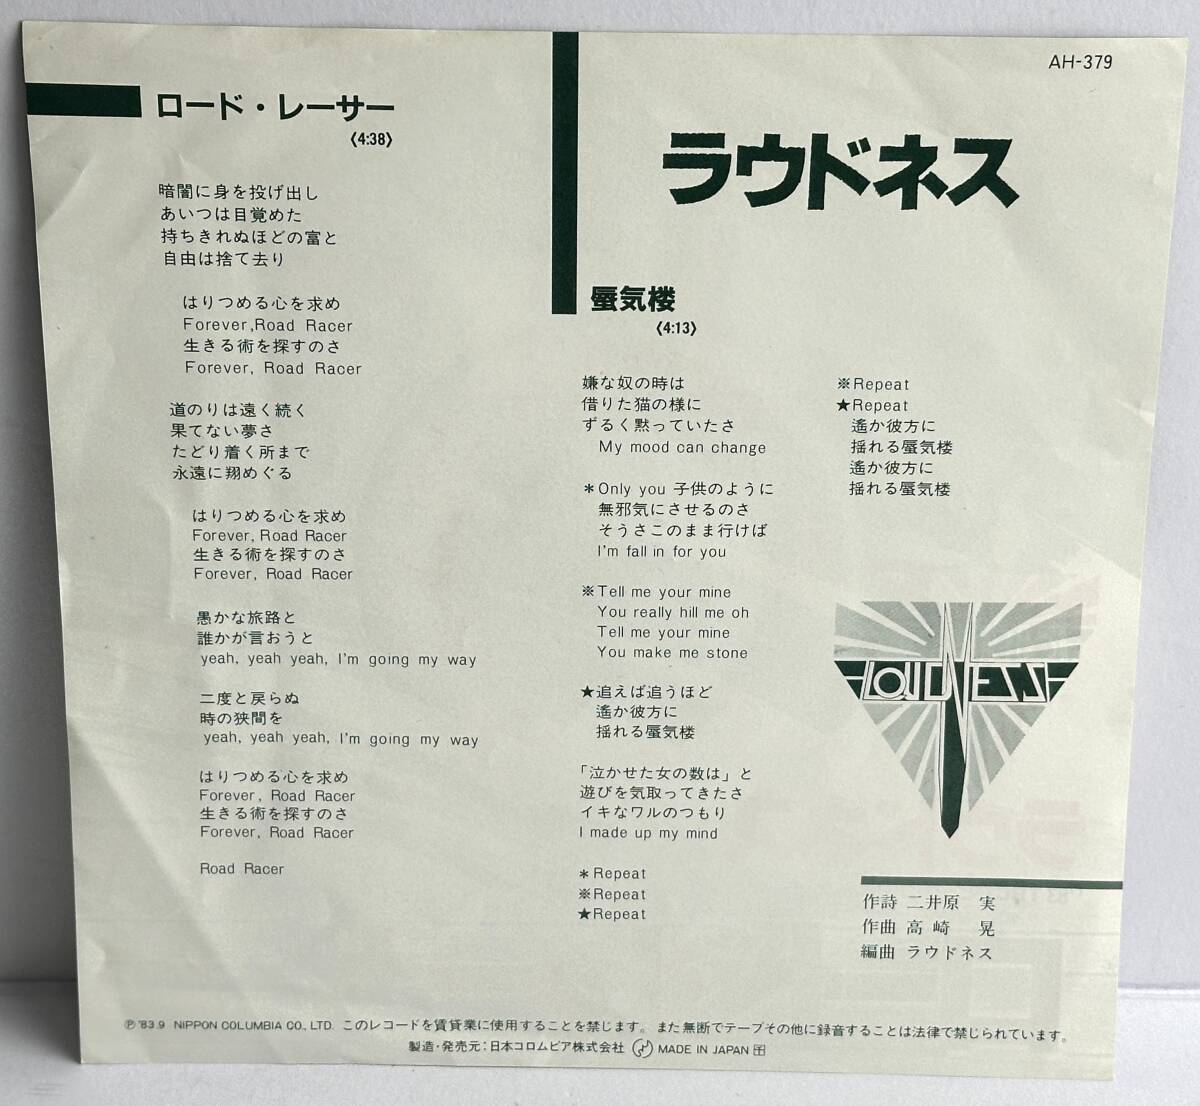 AH-379
ロード・レーサー
〈4:38〉
暗闇に身を投げ出し
あいつは目覚めた
持ちきれぬほどの富と
自由は捨て去り
はりつめる心を求め
Forever, Road Racer
生きる術を探すのさ
Forever, Road Racer
道のりは遠く続く
果てない夢さ
たどり着く所まで
永遠に翔めぐる
はりつめる心を求め
Forever, Road Racer
生きる術を探すのさ
Forever, Road Racer
愚かな旅路と
誰かが言おうと
yeah, yeah yeah, I'm going my way
二度と戻らぬ
時の狭間を
yeah, yeah yeah, I'm going my way
はりつめる心を求め
Forever, Road Racer
生きる術を探すのさ
Forever, Road Racer
Road Racer
ラウドネス
蜃気楼
〈4:13〉
嫌な奴の時は
借りた猫の様に
ずるく黙っていたさ
My mood can change
*Only you 子供のように
無邪気にさせるのさ
そうさこのまま行けば
I'm fall in for you
※Tell me your mine
You really hill me oh
Tell me your mine
You make me stone
★追えば追うほど
遙か彼方に
揺れる蜃気楼
「泣かせた女の数は」と
遊びを気取ってきたさ
イキなワルのつもり
I made up my mind
*Repeat
※Repeat
★Repeat
※Repeat
★Repeat
遙か彼方に
揺れる蜃気楼
遙か彼方に
揺れる蜃気楼
LOUDNESS
作詩 二井原 実
作曲 高崎 晃
編曲 ラウドネス
Ⓟ'83.9 NIPPON COLUMBIA CO., LTD. このレコードを賃貸業に使用することを禁じます。また無断でテープその他に録音することは法律で禁じられています。
製造・発売元：日本コロムビア株式会社 MADE IN JAPAN